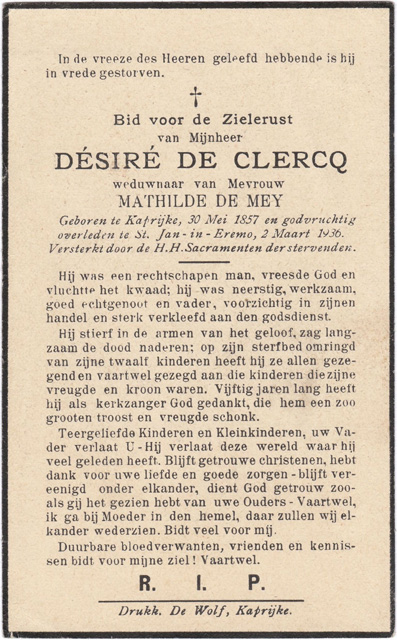 In de vreeze des Heeren geleefd hebbende is hij
in vrede gestorven.
†
Bid voor de Zielerust
van Mijnheer
DÉSIRÉ DE CLERCQ
weduwnaar van Mevrouw
MATHILDE DE MEY
Geboren te Kaprijke, 30 Mei 1857 en godvruchtig
overleden te St. Jan-in-Eremo, 2 Maart 1936.
Versterkt door de H.H. Sacramenten der stervenden.
Hij was een rechtschapen man, vreesde God en
vluchtte het kwaad; hij was neerstig, werkzaam,
goed echtgenoot en vader, voorzichtig in zijnen
handel en sterk verkleefd aan den godsdienst.
Hij stierf in de armen van het geloof, zag lang-
zaam de dood naderen; op zijn sterfbed omringd
van zijne twaalf kinderen heeft hij ze allen gezeg-
gend en vaartwel gezegd aan die kinderen die zijne
vreugde en kroon waren. Vijftig jaren lang heeft
hij als kerkzanger God gedankt, die hem een zoo
grooten troost en vreugde schonk.
Teergeliefde Kinderen en Kleinkinderen, uw Va-
der verlaat U - Hij verlaat deze wereld waar hij
veel geleden heeft. Blijft getrouwe christenen, hebt
dank voor uwe liefde en goede zorgen - blijft ver-
eenigd onder elkander, dient God getrouw zoo-
als gij het gezien hebt van uwe Ouders - Vaartwel,
ik ga bij Moeder in den hemel, daar zullen wij el-
kander wederzien. Bidt veel voor mij.
Duurbare bloedverwanten, vrienden en kennis-
sen bidt voor mijne ziel! Vaartwel.
R. I. P.
Drukk. De Wolf, Kaprijke.